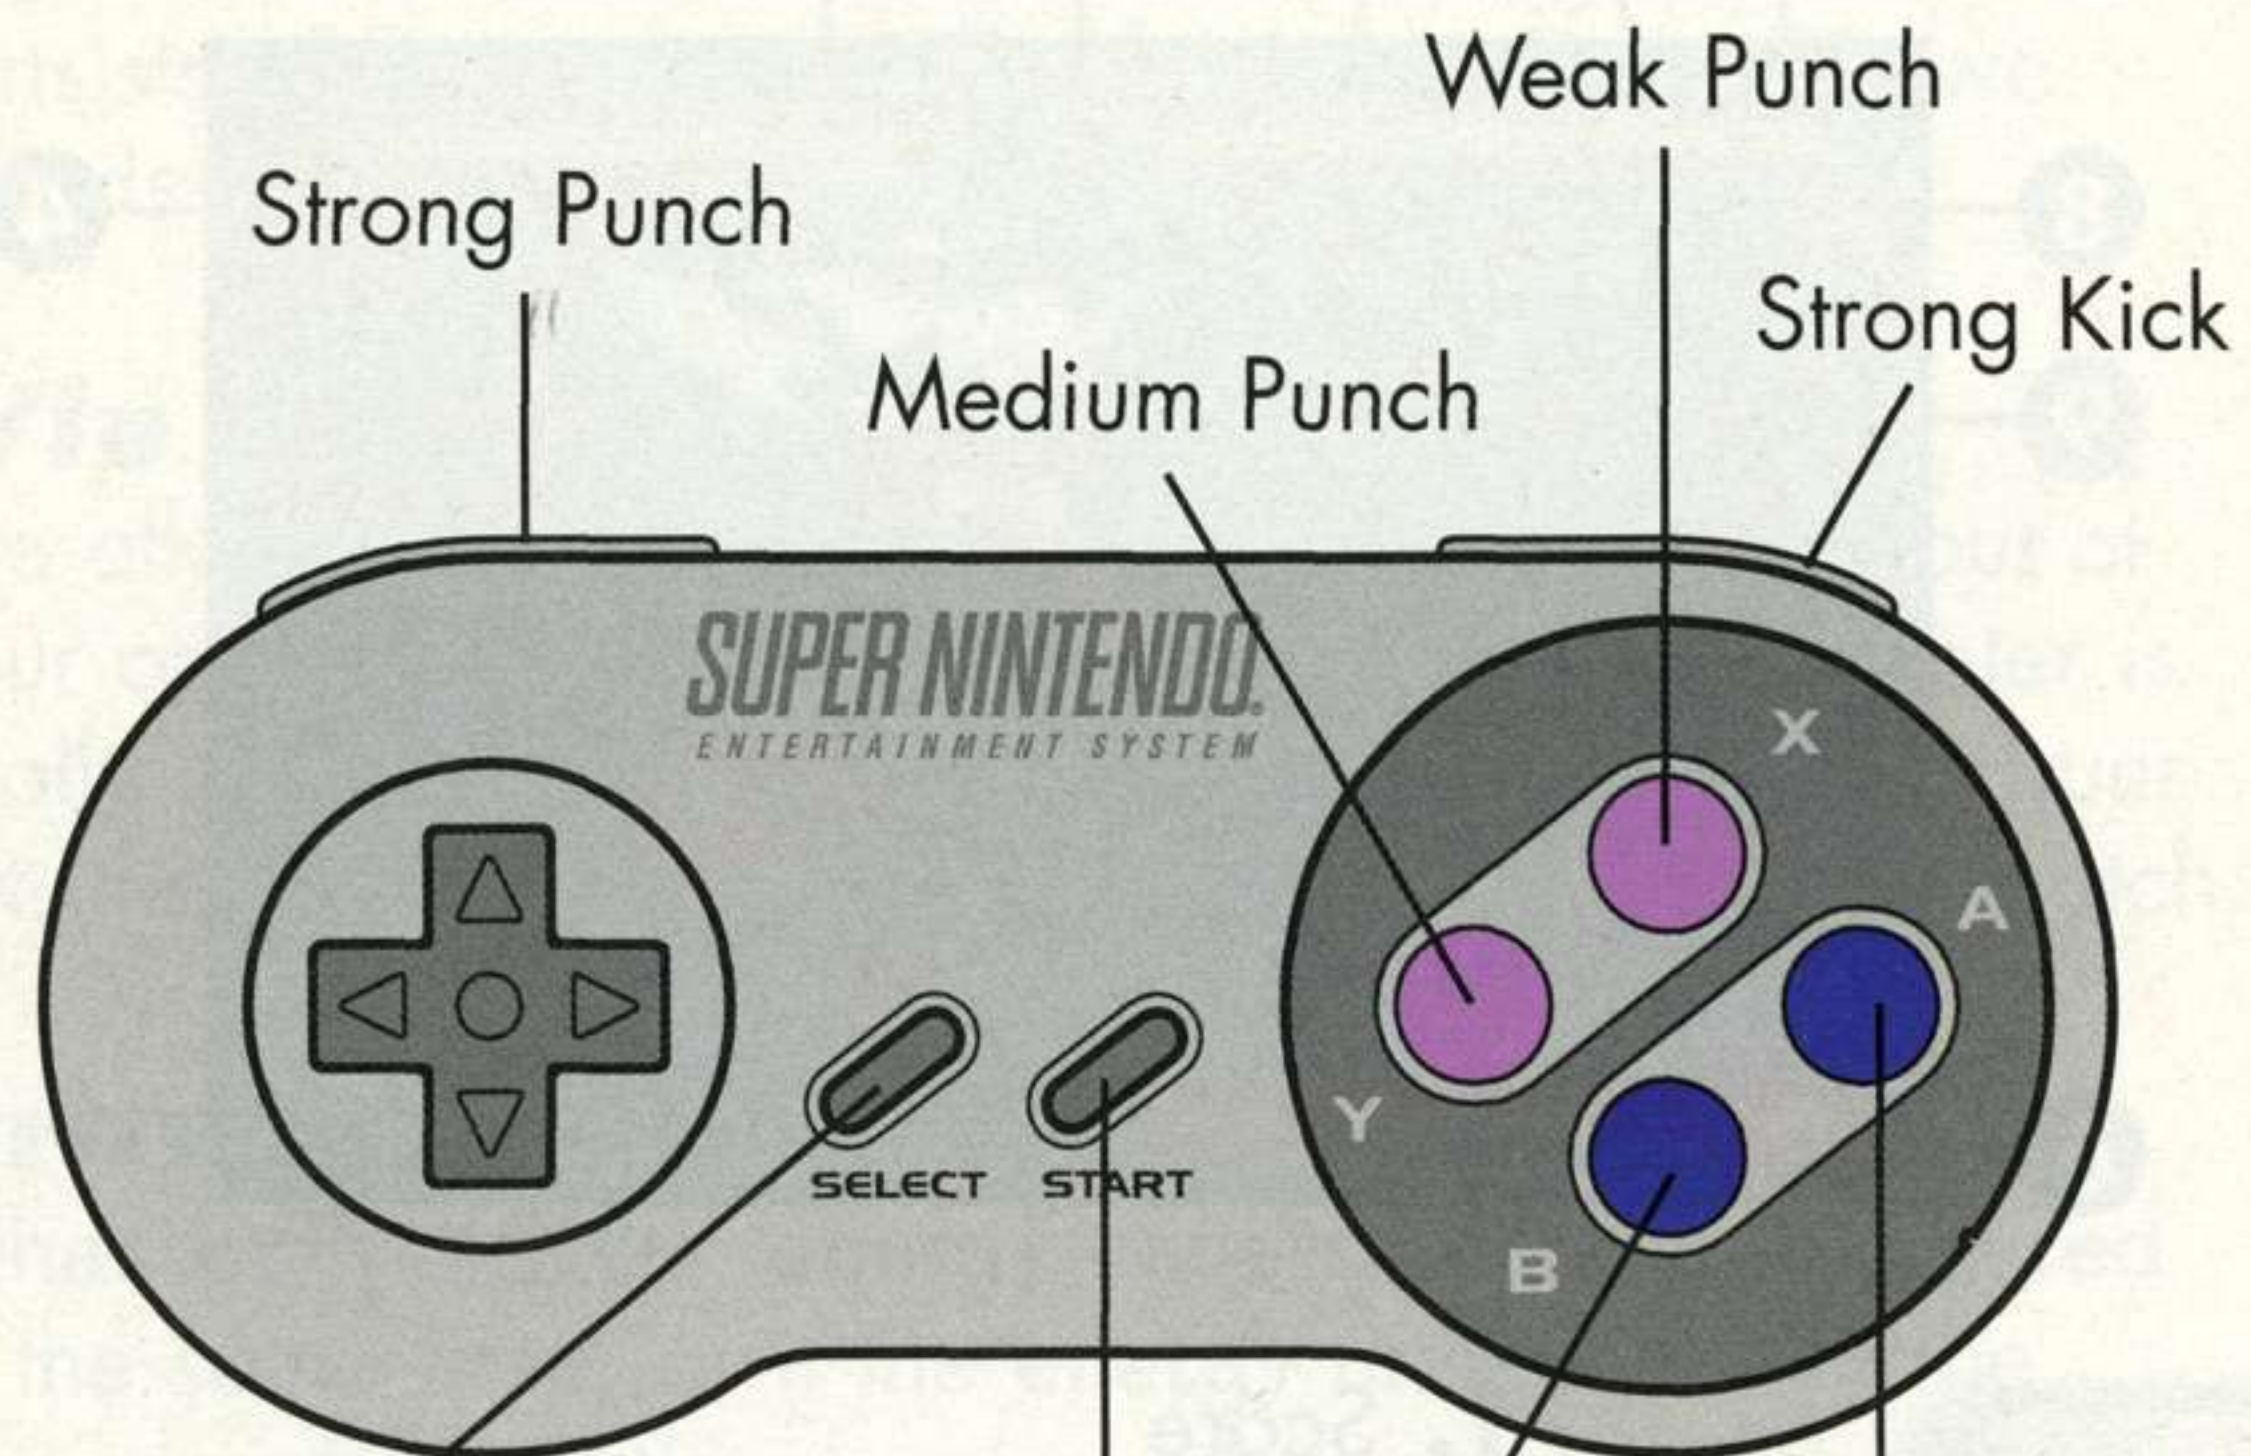 Weak Punch
Strong Punch
Strong Kick
Medium Punch
SUPER NINTENDO
ENTERTAINMENT SYSTEM
X
A
Y
SELECT START
B